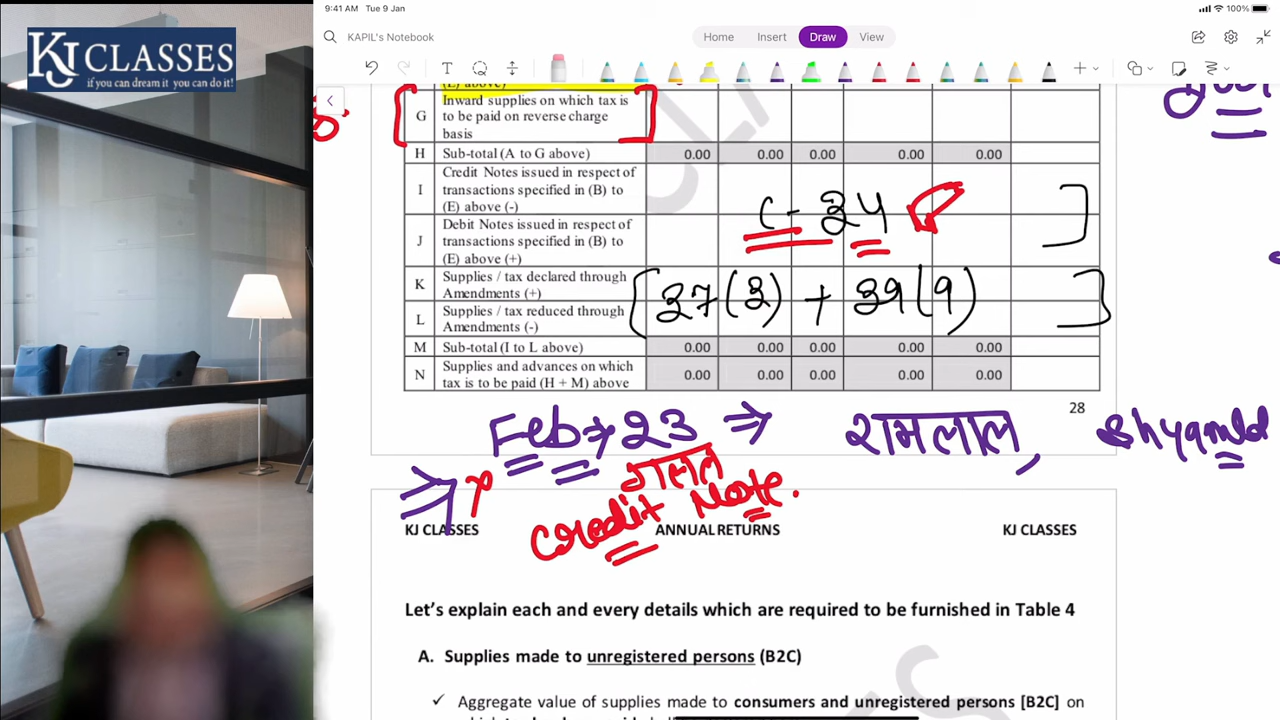 9:41 AM Tue 9 Jan
100%
KJ CLASSES
if you can dream it you can do it!
KAPIL's Notebook
Home Insert Draw View
(E) above)
G Inward supplies on which tax is
to be paid on reverse charge
basis
H Sub-total (A to G above) 0.00 0.00 0.00 0.00 0.00
I Credit Notes issued in respect of
transactions specified in (B) to
(E) above (-)
C- 34
J Debit Notes issued in respect of
transactions specified in (B) to
(E) above (+)
K Supplies / tax declared through
Amendments (+)
37(3) + 39(9)
L Supplies / tax reduced through
Amendments (-)
M Sub-total (I to L above) 0.00 0.00 0.00 0.00 0.00
N Supplies and advances on which
tax is to be paid (H + M) above
0.00 0.00 0.00 0.00 0.00
28
Feb → 23 ⇒ रामलाल,
⇒ गलत
Credit Note.
KJ CLASSES ANNUAL RETURNS KJ CLASSES
Let's explain each and every details which are required to be furnished in Table 4
A. Supplies made to unregistered persons (B2C)
✓ Aggregate value of supplies made to consumers and unregistered persons [B2C] on